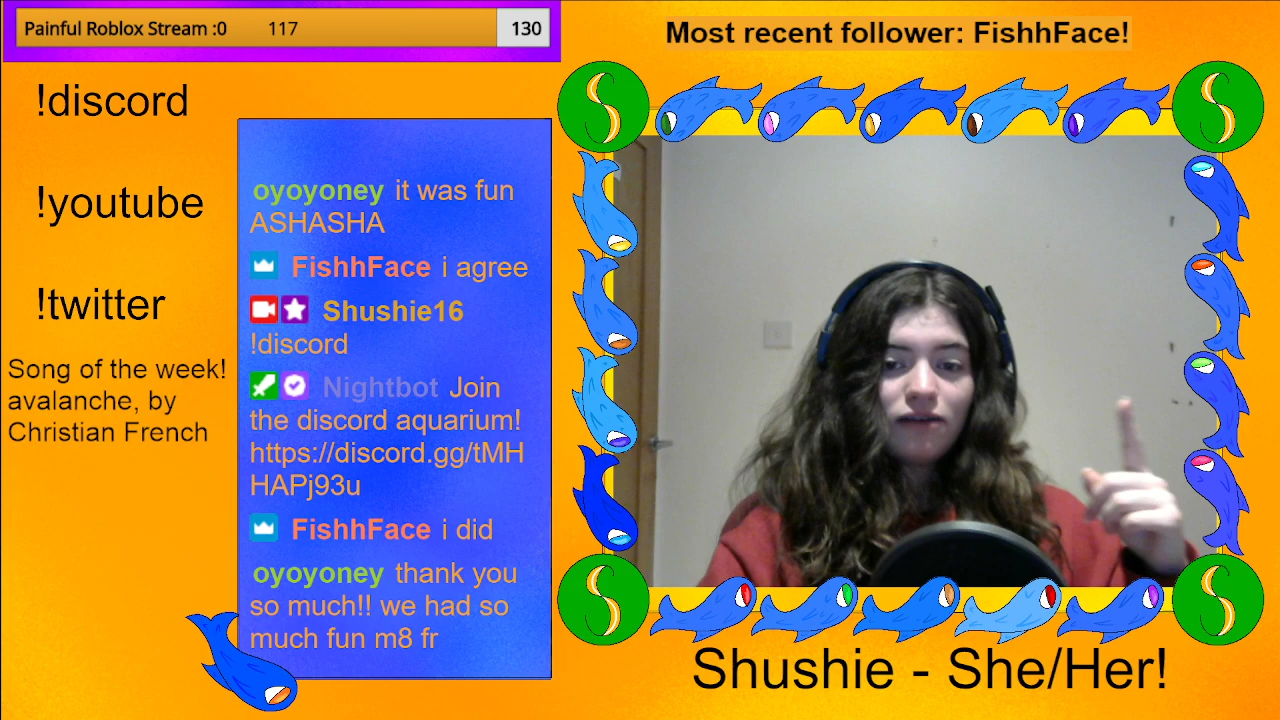 Painful Roblox Stream :0 117 130
Most recent follower: FishhFace!
!discord
!youtube
!twitter
Song of the week!
avalanche, by
Christian French
oyoyoney it was fun
ASHASHA
FishhFace i agree
Shushie16
!discord
Nightbot Join
the discord aquarium!
https://discord.gg/tMH
HAPj93u
FishhFace i did
oyoyoney thank you
so much!! we had so
much fun m8 fr
S S
S S
Shushie - She/Her!